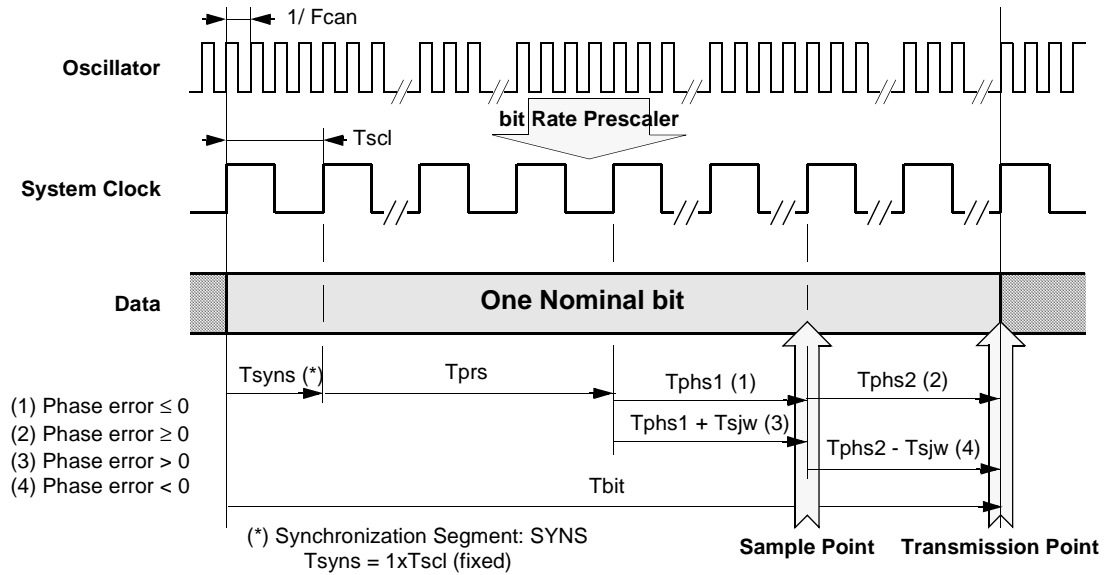 1/ Fcan
Oscillator
bit Rate Prescaler
Tscl
System Clock
Data
One Nominal bit
Tsyns (*)
Tprs
Tphs1 (1)
Tphs2 (2)
(1) Phase error ≤ 0
(2) Phase error ≥ 0
(3) Phase error > 0
(4) Phase error < 0
Tphs1 + Tsjw (3)
Tphs2 - Tsjw (4)
Tbit
(*) Synchronization Segment: SYNS
Tsyns = 1xTscl (fixed)
Sample Point
Transmission Point